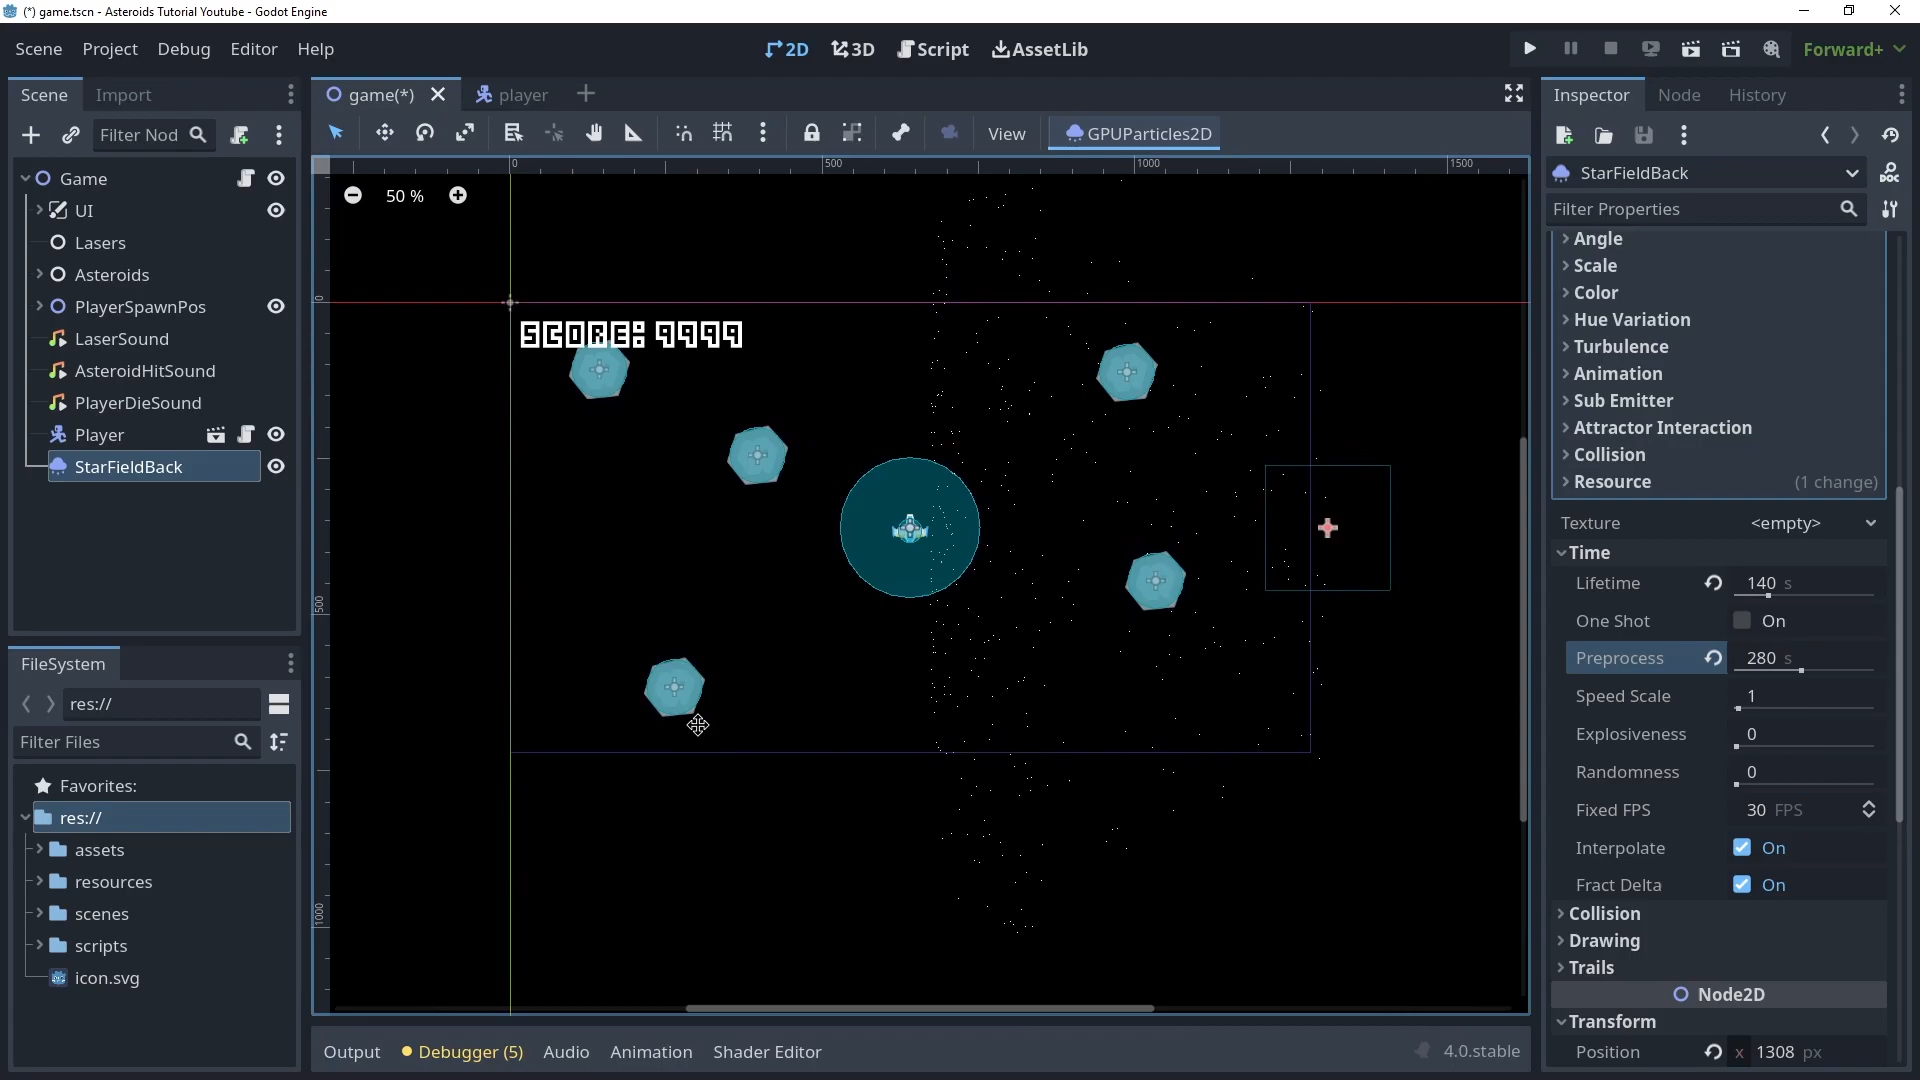 (*) game.tscn - Asteroids Tutorial Youtube - Godot Engine
Scene Project Debug Editor Help
2D 3D Script AssetLib
Forward+
Scene Import
Filter Nod
Game
UI
Lasers
Asteroids
PlayerSpawnPos
LaserSound
AsteroidHitSound
PlayerDieSound
Player
StarFieldBack
FileSystem
res://
Filter Files
Favorites:
res://
assets
resources
scenes
scripts
icon.svg
game(*) player
View GPUParticles2D
0 500 1000 1500
50 %
0
500
1000
SCORE: 9999
Output Debugger (5) Audio Animation Shader Editor 4.0.stable
Inspector Node History
StarFieldBack
DOC
Filter Properties
Angle
Scale
Color
Hue Variation
Turbulence
Animation
Sub Emitter
Attractor Interaction
Collision
Resource (1 change)
Texture <empty>
Time
Lifetime 140 s
One Shot On
Preprocess 280 s
Speed Scale 1
Explosiveness 0
Randomness 0
Fixed FPS 30 FPS
Interpolate On
Fract Delta On
Collision
Drawing
Trails
Node2D
Transform
Position x 1308 px